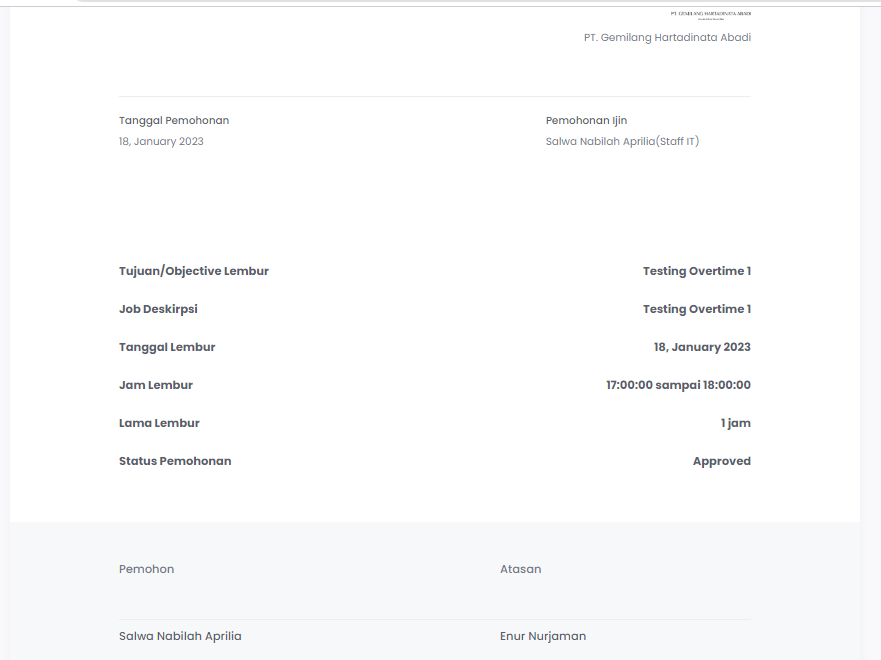 PT. GEMILANG HARTADINATA ABADI
PT. Gemilang Hartadinata Abadi
Tanggal Pemohonan
Pemohonan Ijin
18, January 2023
Salwa Nabilah Aprilia(Staff IT)
Tujuan/Objective Lembur
Testing Overtime 1
Job Deskirpsi
Testing Overtime 1
Tanggal Lembur
18, January 2023
Jam Lembur
17:00:00 sampai 18:00:00
Lama Lembur
1 jam
Status Pemohonan
Approved
Pemohon
Atasan
Salwa Nabilah Aprilia
Enur Nurjaman